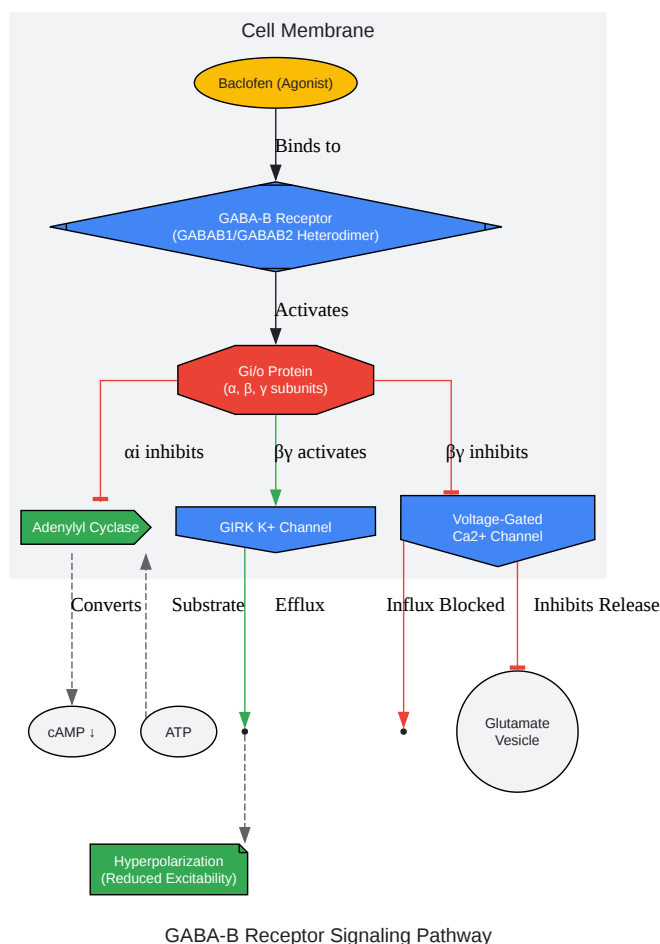 Cell Membrane
Baclofen (Agonist)
Binds to
GABA-B Receptor
(GABAB1/GABAB2 Heterodimer)
Activates
Gi/o Protein
(α, β, γ subunits)
αi inhibits
βγ activates
βγ inhibits
Adenylyl Cyclase
GIRK K+ Channel
Voltage-Gated
Ca2+ Channel
Converts
Substrate
Efflux
Influx Blocked
Inhibits Release
cAMP ↓
ATP
Glutamate
Vesicle
Hyperpolarization
(Reduced Excitability)
GABA-B Receptor Signaling Pathway